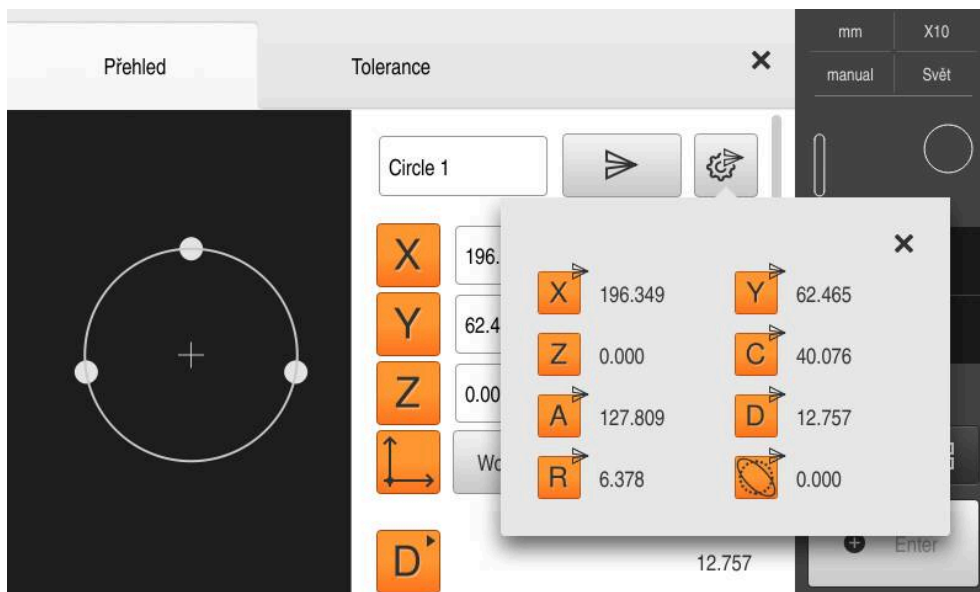 Přehled
Tolerance
mm
X10
manual
Svět
Circle 1
X
196.
Y
62.4
Z
0.00
Wo
D
12.757
X
196.349
Y
62.465
Z
0.000
C
40.076
A
127.809
D
12.757
R
6.378
0.000
Enter